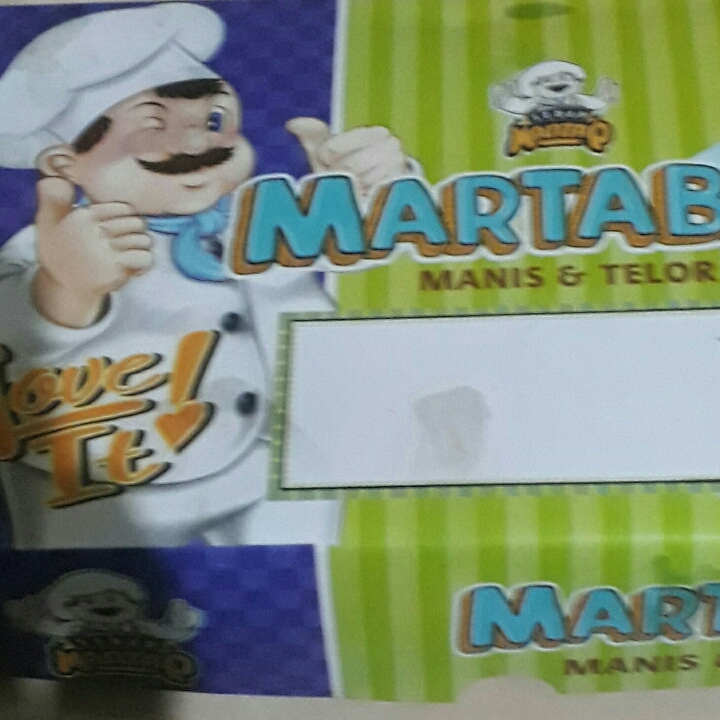 MARTAB
MANIS & TELOR
Love
It!
MART
MANIS &